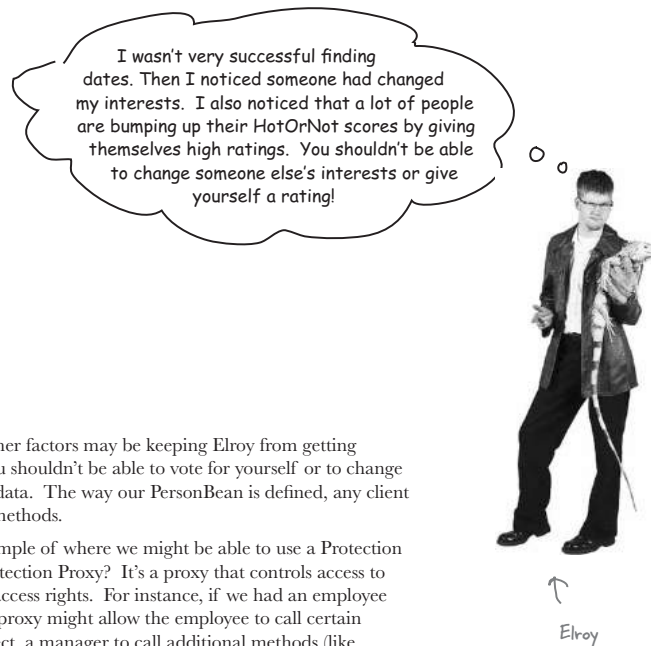 I wasn't very successful finding
dates. Then I noticed someone had changed
my interests. I also noticed that a lot of people
are bumping up their HotOrNot scores by giving
themselves high ratings. You shouldn't be able
to change someone else's interests or give
yourself a rating!
factors may be keeping Elroy from getting
shouldn't be able to vote for yourself or to change
data. The way our PersonBean is defined, any client
methods.
of where we might be able to use a Protection
Proxy? It's a proxy that controls access to
access rights. For instance, if we had an employee
proxy might allow the employee to call certain
a manager to call additional methods (like
Elroy